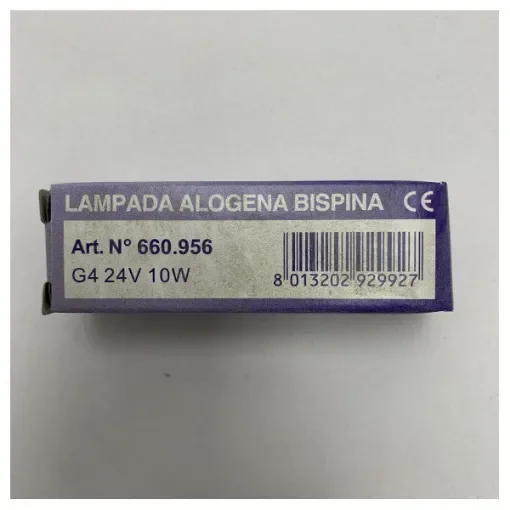 LAMPADA ALOGENA BISPINA CE
Art. N° 660.956
G4 24V 10W
8 013202 929927